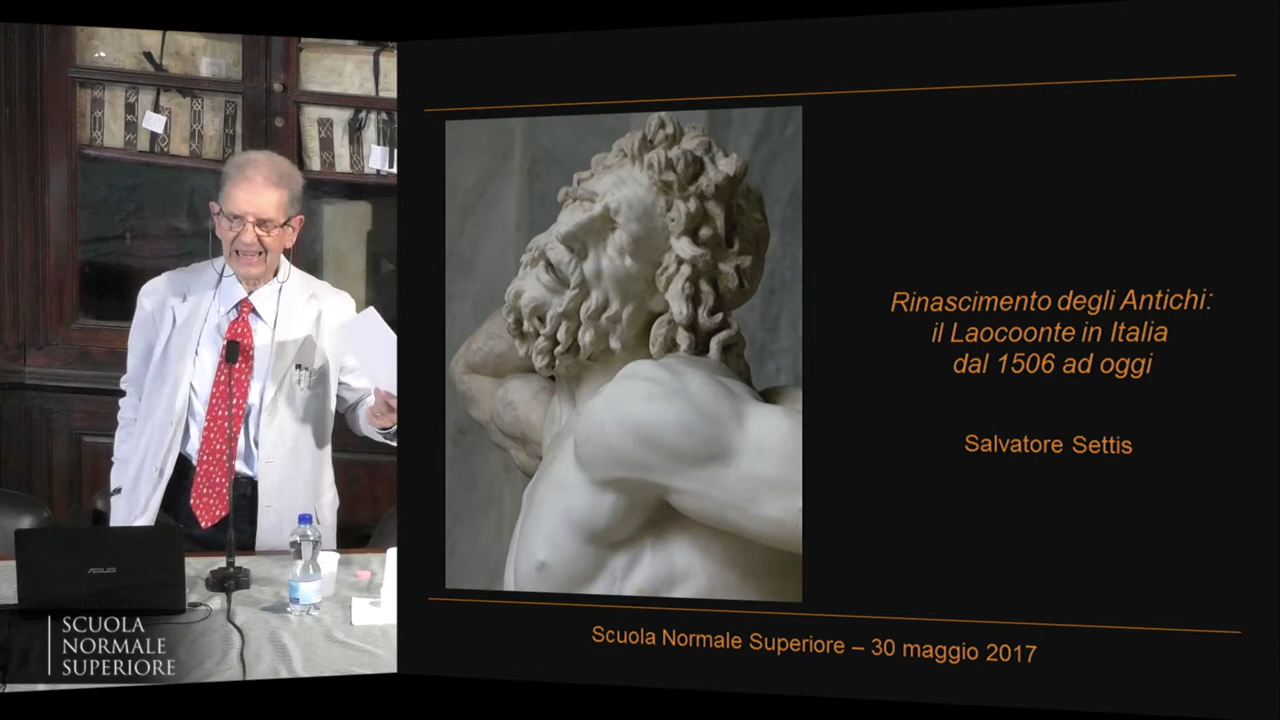 Rinascimento degli Antichi:
il Laocoonte in Italia
dal 1506 ad oggi
Salvatore Settis
Scuola Normale Superiore – 30 maggio 2017
ASUS
SCUOLA
NORMALE
SUPERIORE